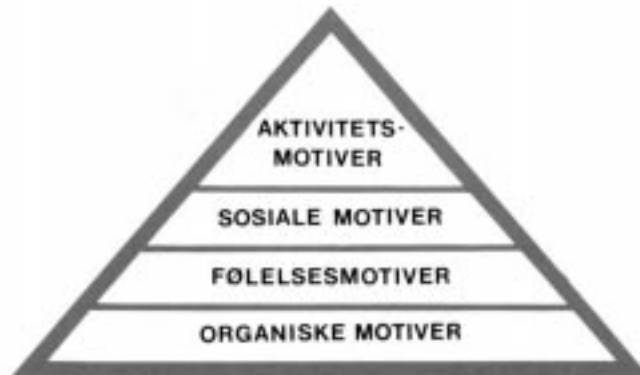 AKTIVITETS-
MOTIVER
SOSIALE MOTIVER
FØLELSESMOTIVER
ORGANISKE MOTIVER